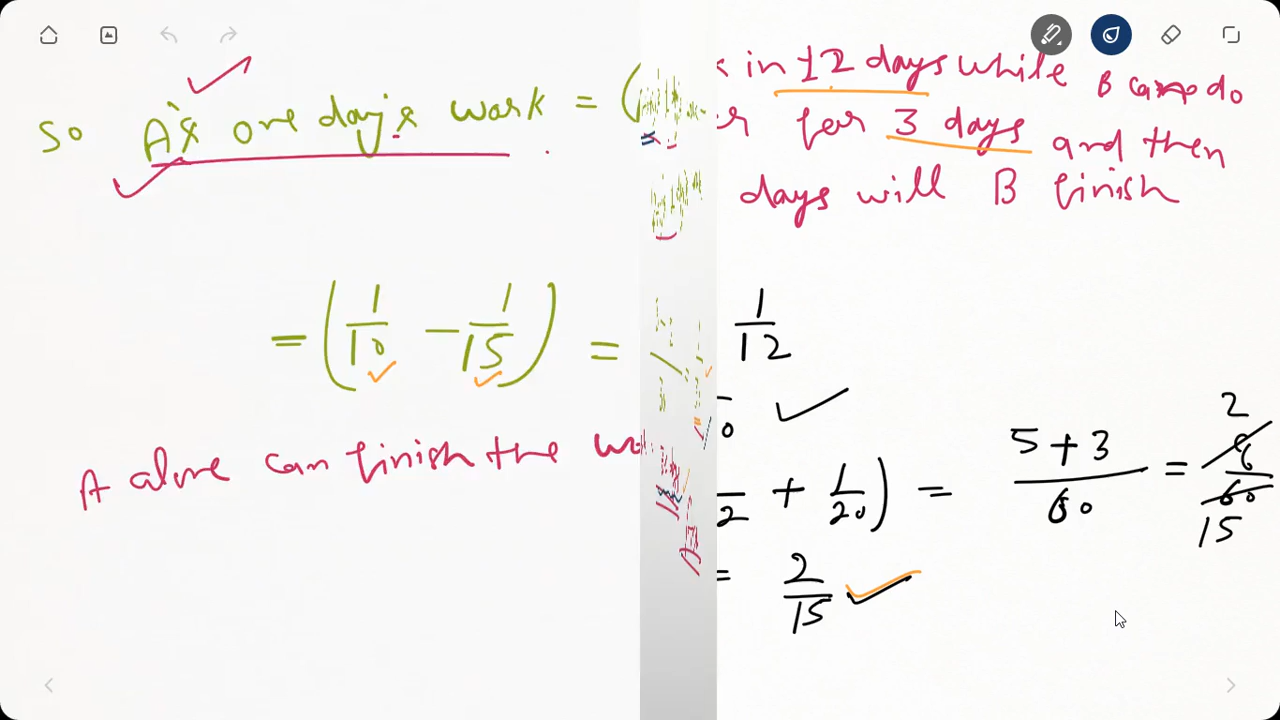 So A's one day's work = (
= ( 1/10 - 1/15 ) =
A alone can finish the
in 12 days while B can do
for 3 days and then
days will B finish
1/12
0
2 + 1/20 ) = 5 + 3 / 60 = 8/60 2 15
= 2/15